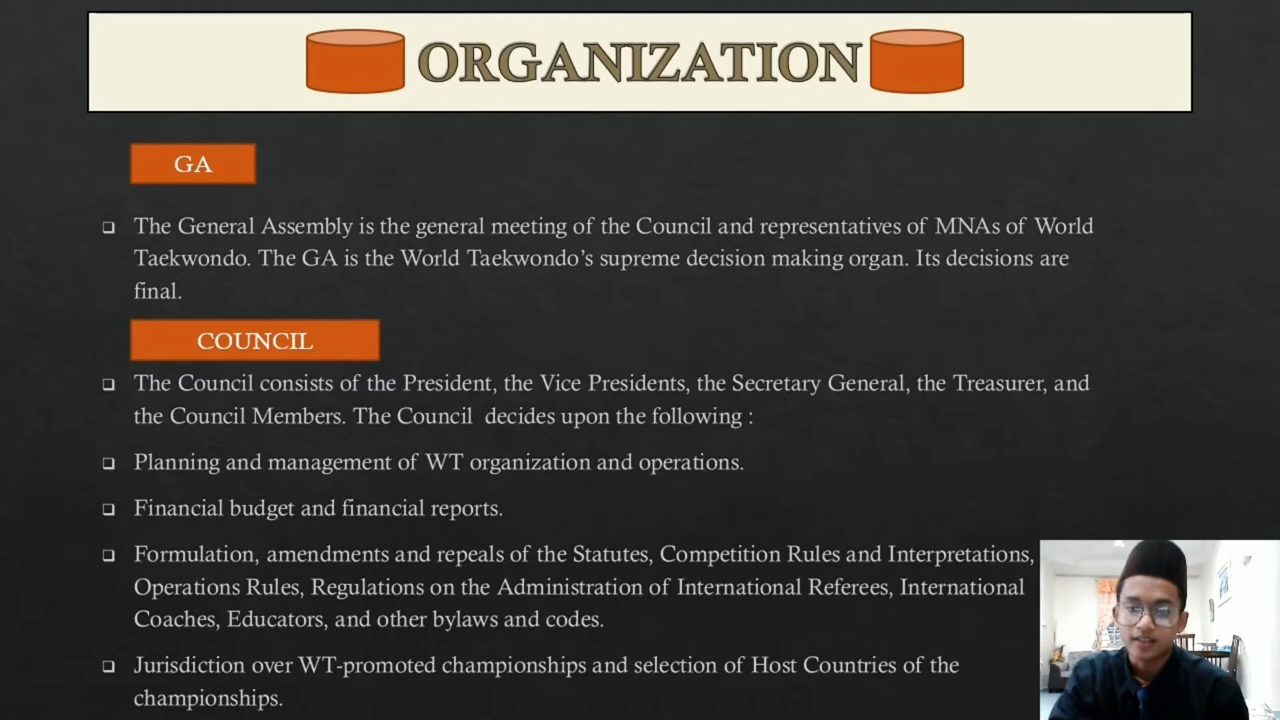 ORGANIZATION
GA
The General Assembly is the general meeting of the Council and representatives of MNAs of World
Taekwondo. The GA is the World Taekwondo’s supreme decision making organ. Its decisions are
final.
COUNCIL
The Council consists of the President, the Vice Presidents, the Secretary General, the Treasurer, and
the Council Members. The Council decides upon the following :
Planning and management of WT organization and operations.
Financial budget and financial reports.
Formulation, amendments and repeals of the Statutes, Competition Rules and Interpretations,
Operations Rules, Regulations on the Administration of International Referees, International
Coaches, Educators, and other bylaws and codes.
Jurisdiction over WT-promoted championships and selection of Host Countries of the
championships.